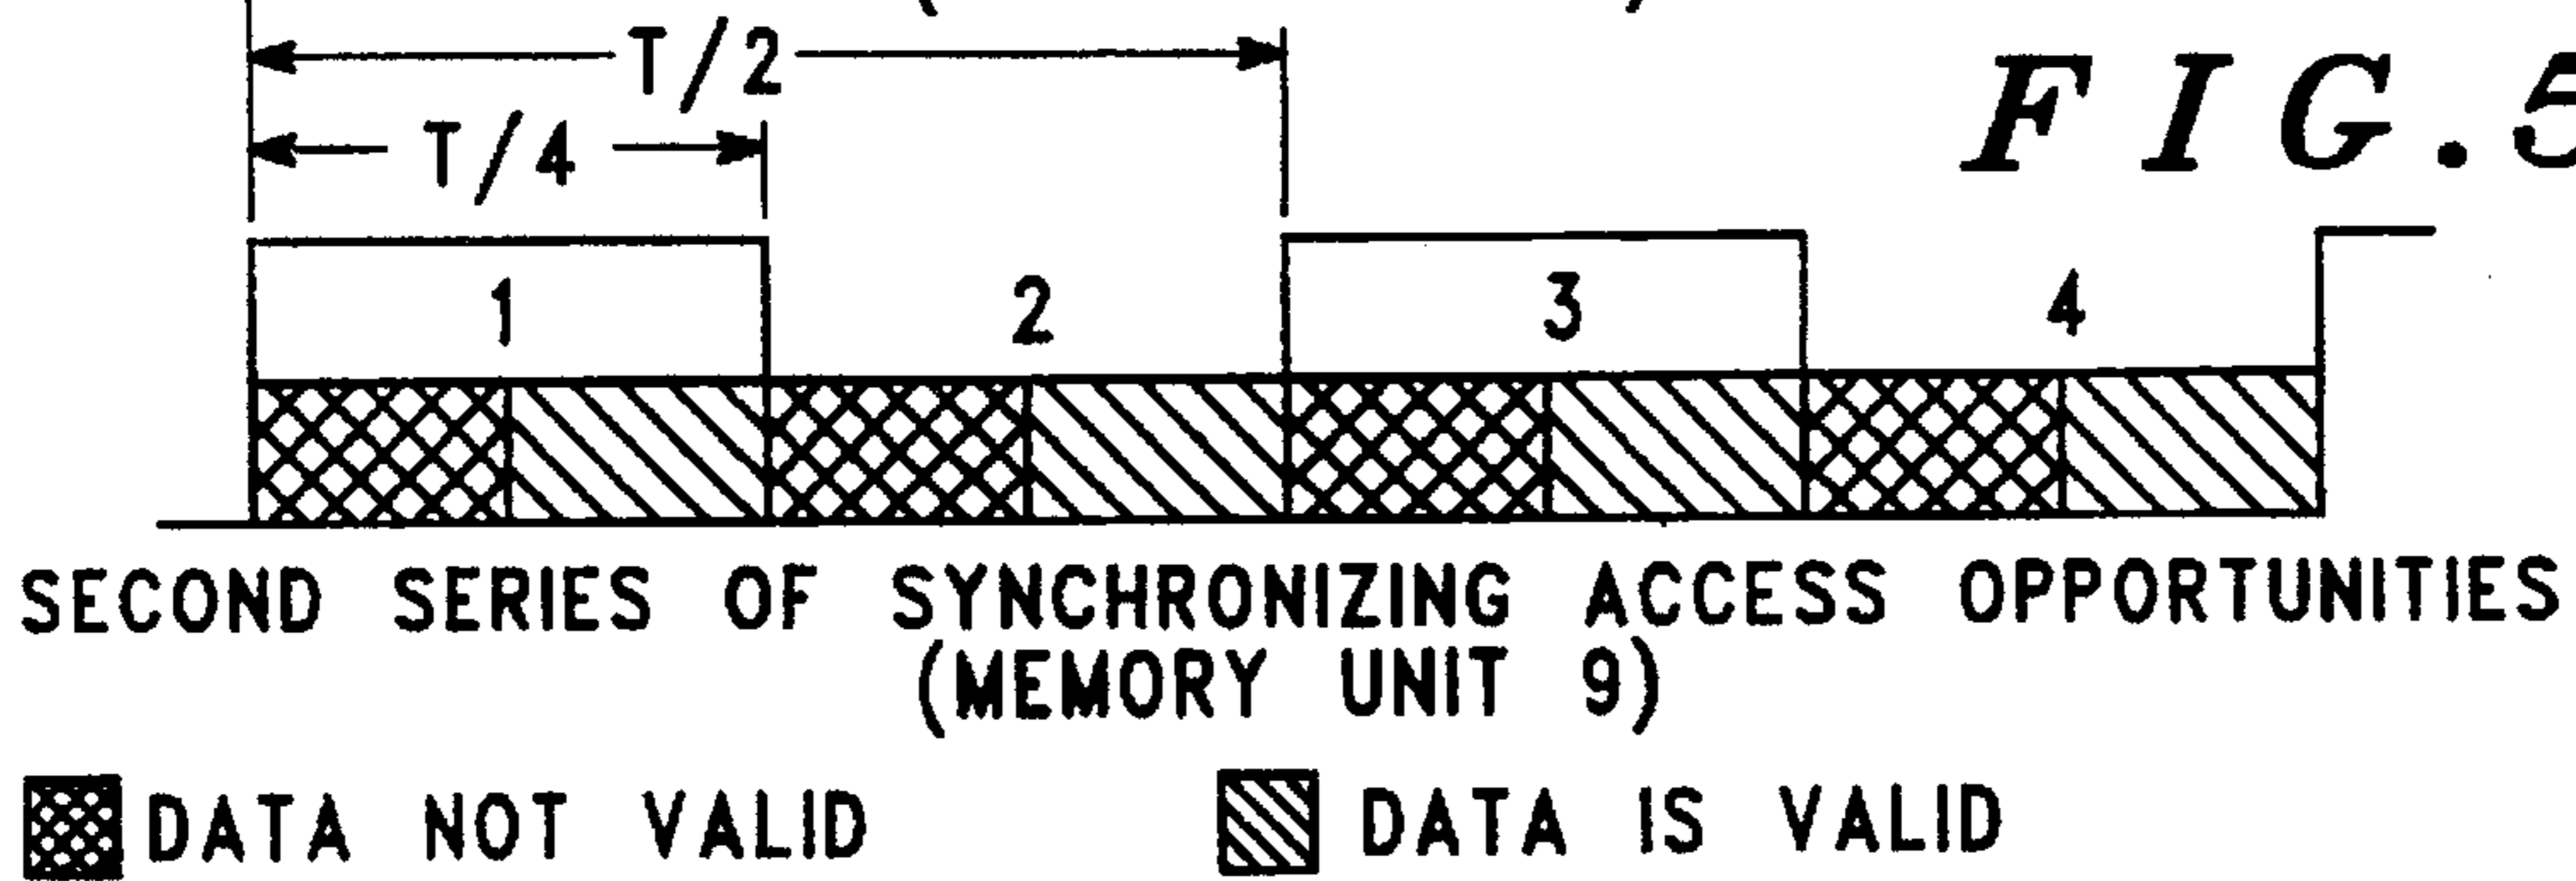 T/2
FIG.5
T/4
1 2 3 4
SECOND SERIES OF SYNCHRONIZING ACCESS OPPORTUNITIES
(MEMORY UNIT 9)
DATA NOT VALID DATA IS VALID